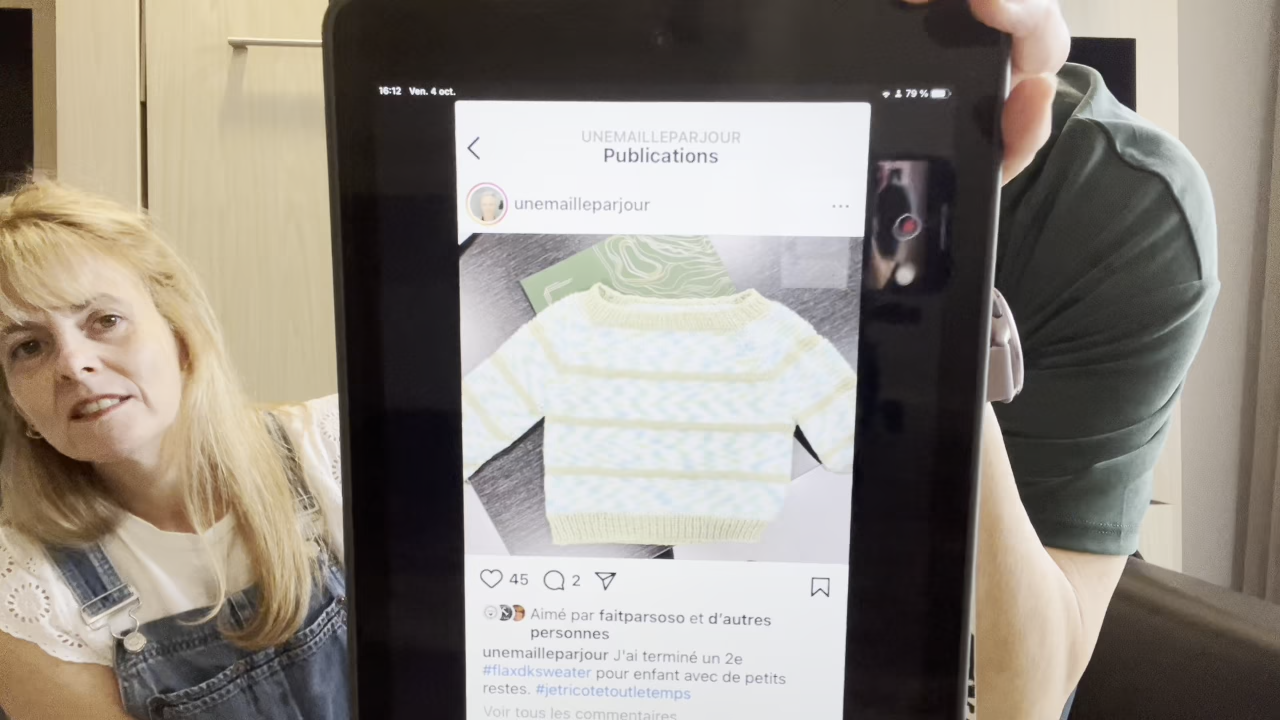 16:12 Ven. 4 oct.
79 %
UNEMAILLEPARJOUR
Publications
unemailleparjour
45 2
Aimé par faitparsoso et d'autres
personnes
unemailleparjour J'ai terminé un 2e
#flaxdksweater pour enfant avec de petits
restes. #jetricotetoutletemps
Voir tous les commentaires